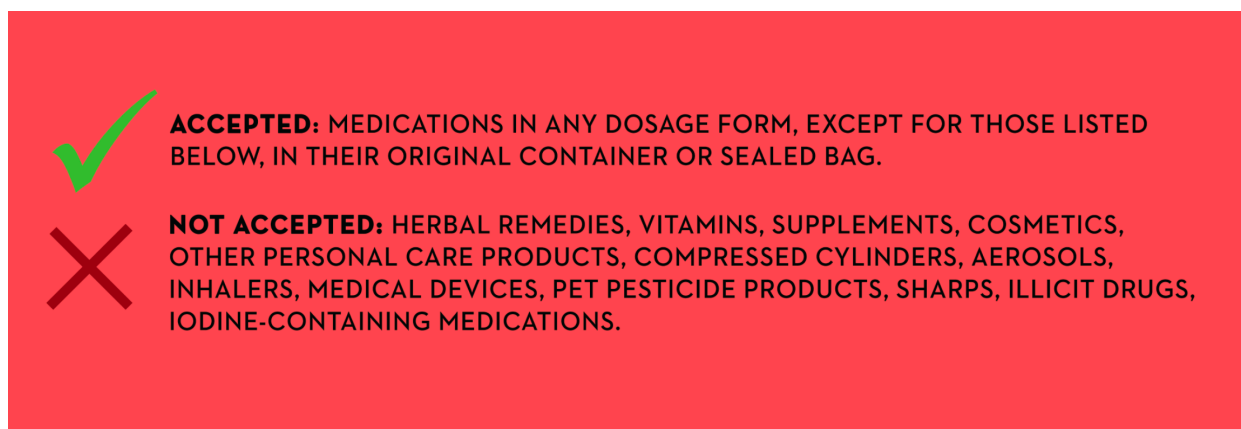 ACCEPTED: MEDICATIONS IN ANY DOSAGE FORM, EXCEPT FOR THOSE LISTED
BELOW, IN THEIR ORIGINAL CONTAINER OR SEALED BAG.
NOT ACCEPTED: HERBAL REMEDIES, VITAMINS, SUPPLEMENTS, COSMETICS,
OTHER PERSONAL CARE PRODUCTS, COMPRESSED CYLINDERS, AEROSOLS,
INHALERS, MEDICAL DEVICES, PET PESTICIDE PRODUCTS, SHARPS, ILLICIT DRUGS,
IODINE-CONTAINING MEDICATIONS.